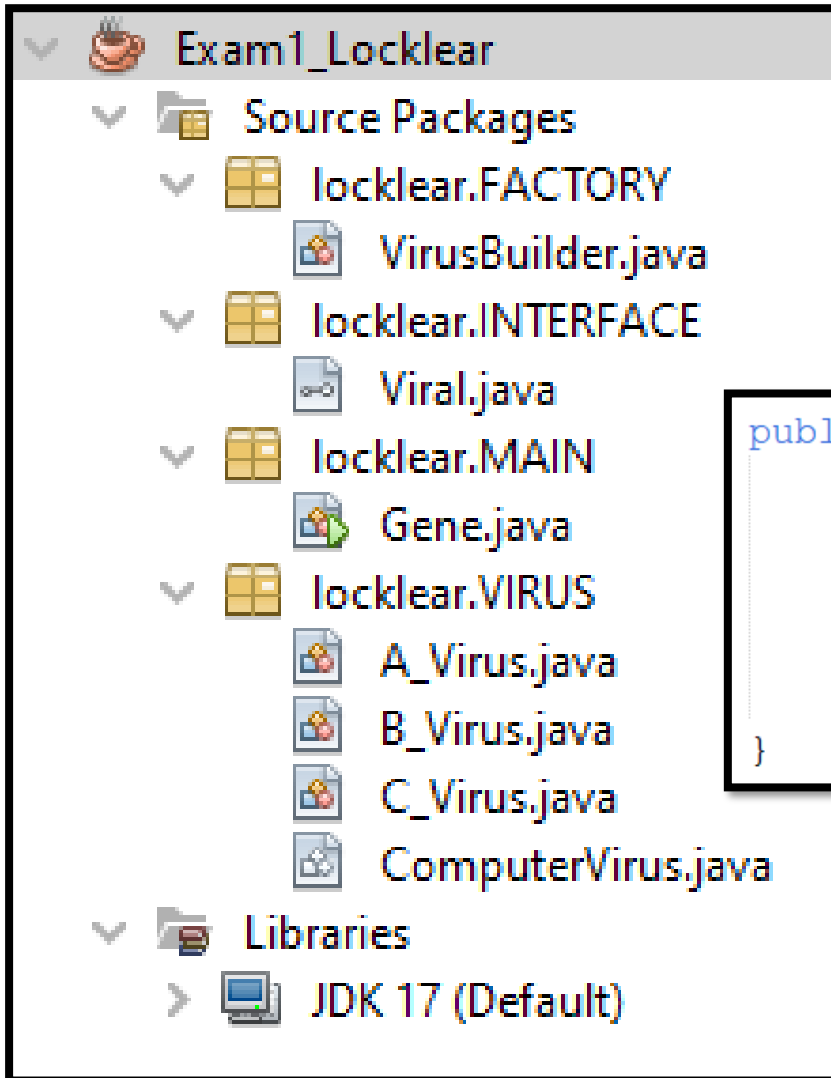 Exam1_Locklear
Source Packages
locklear.FACTORY
VirusBuilder.java
locklear.INTERFACE
Viral.java
locklear.MAIN
Gene.java
locklear.VIRUS
A_Virus.java
B_Virus.java
C_Virus.java
ComputerVirus.java
Libraries
JDK 17 (Default)
publ
}